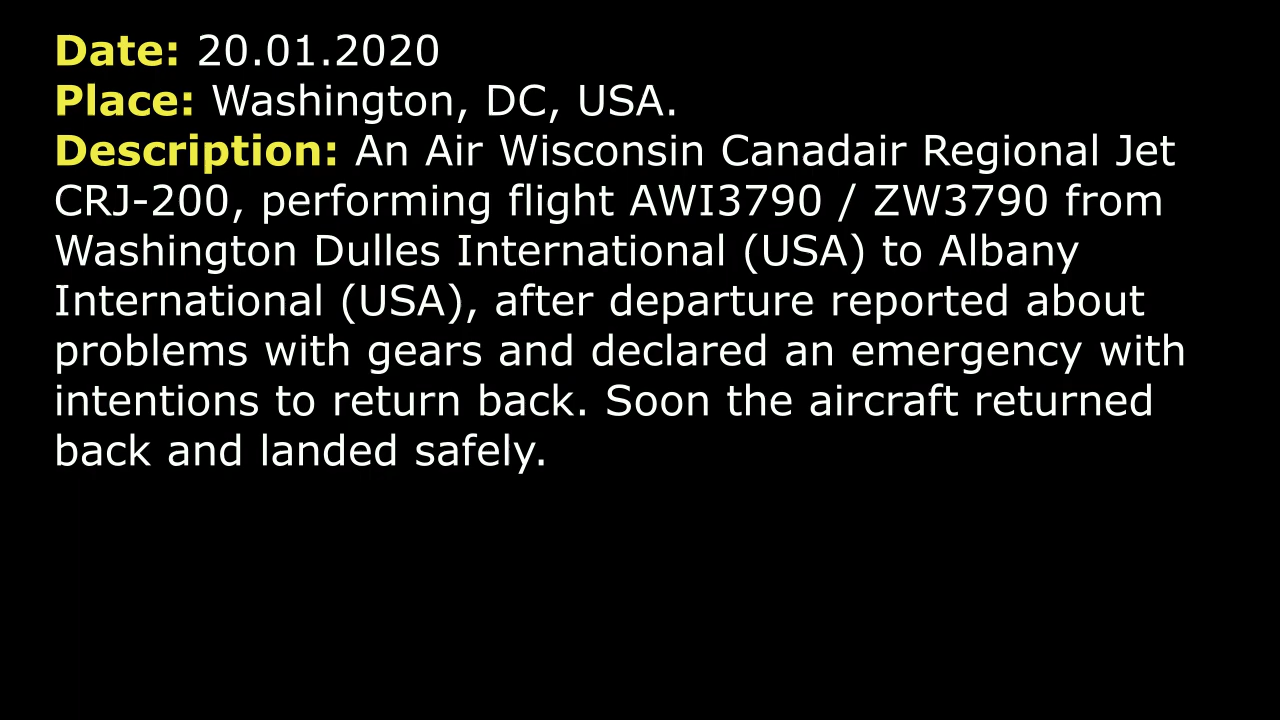 Date: 20.01.2020
Place: Washington, DC, USA.
Description: An Air Wisconsin Canadair Regional Jet
CRJ-200, performing flight AWI3790 / ZW3790 from
Washington Dulles International (USA) to Albany
International (USA), after departure reported about
problems with gears and declared an emergency with
intentions to return back. Soon the aircraft returned
back and landed safely.